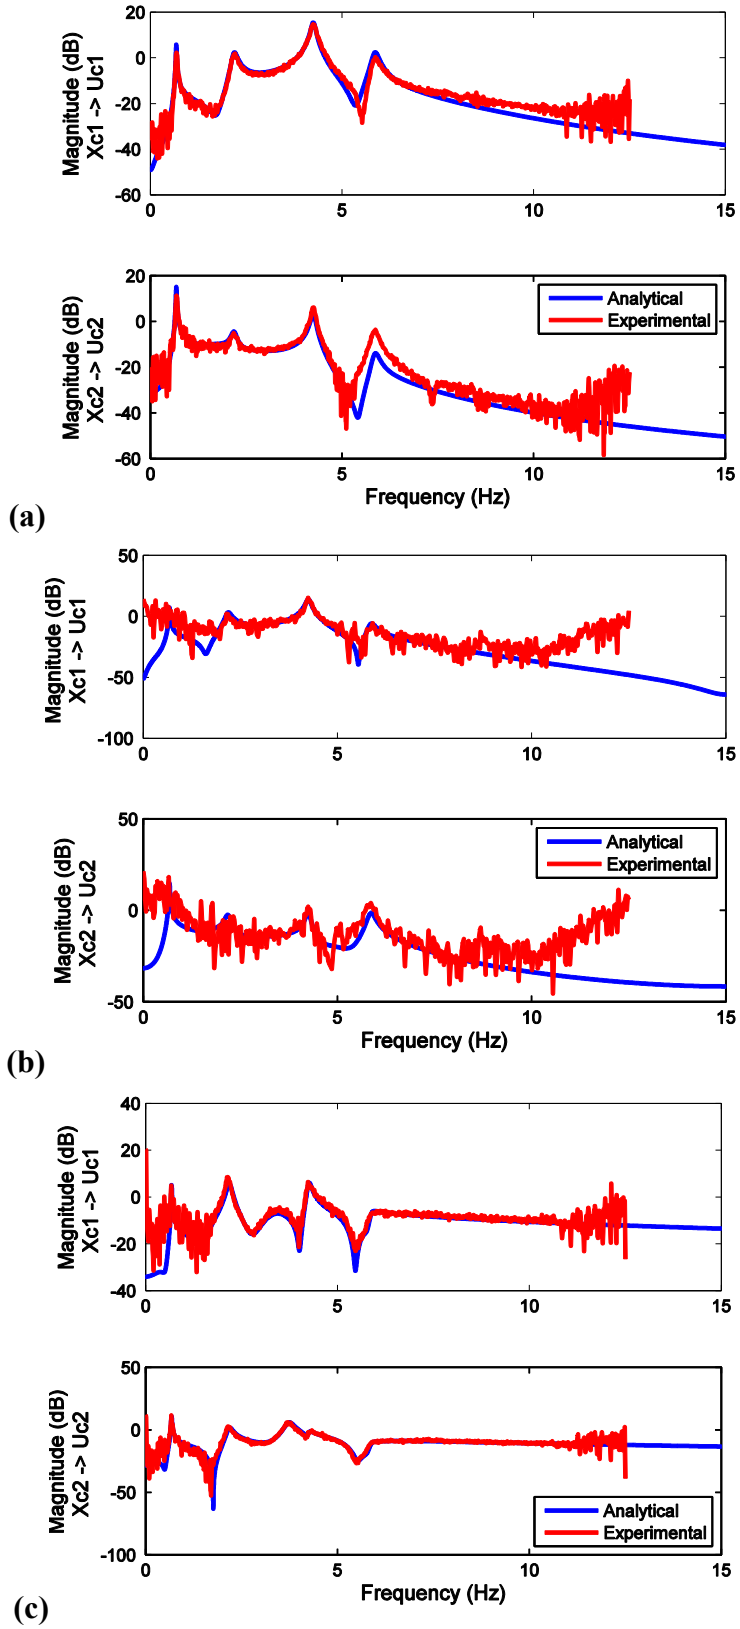 Magnitude (dB)
Xc1 -> Uc1
20
0
-20
-40
-60
0
5
10
15
Magnitude (dB)
Xc2 -> Uc2
20
0
-20
-40
-60
Analytical
Experimental
0
5
10
15
Frequency (Hz)
(a)
Magnitude (dB)
Xc1 -> Uc1
50
0
-50
-100
0
5
10
15
Magnitude (dB)
Xc2 -> Uc2
50
0
-50
Analytical
Experimental
0
5
10
15
Frequency (Hz)
(b)
Magnitude (dB)
Xc1 -> Uc1
40
20
0
-20
-40
0
5
10
15
Magnitude (dB)
Xc2 -> Uc2
50
0
-50
-100
Analytical
Experimental
0
5
10
15
Frequency (Hz)
(c)